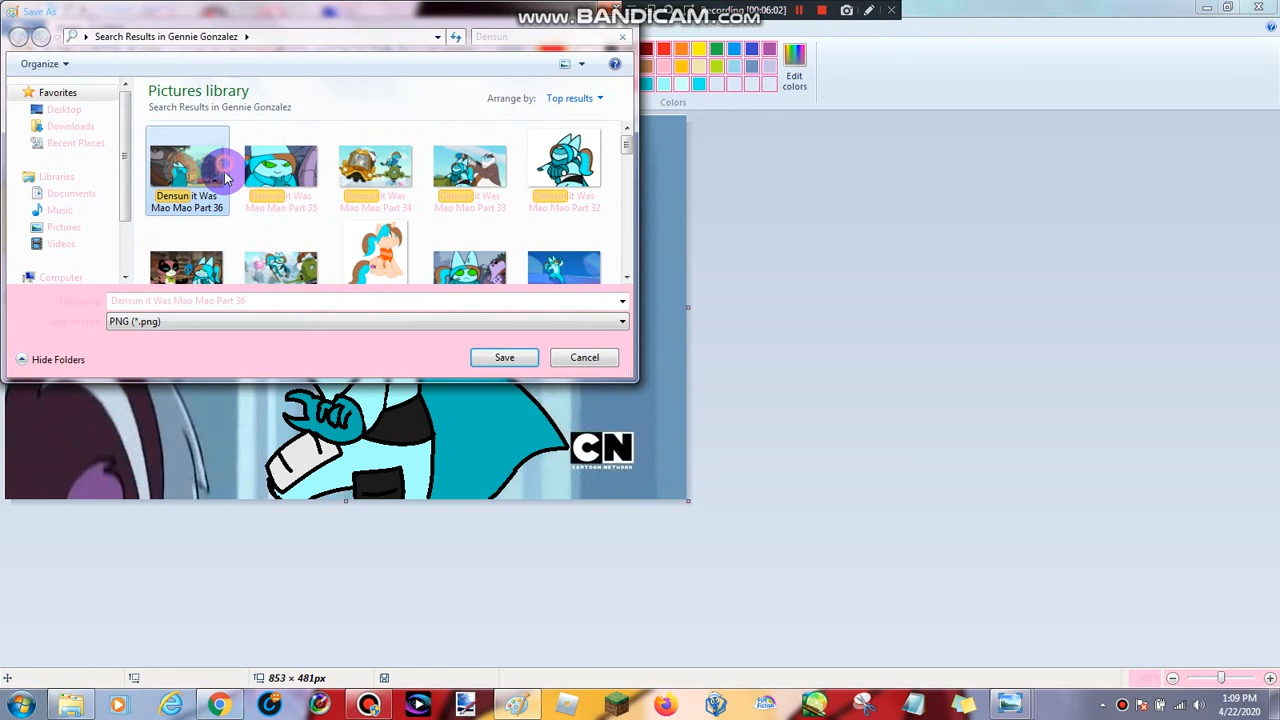 Save As
Recording [00:06:02]
www.BANDICAM.com
Search Results in Gennie Gonzalez
Densun
Organize
Favorites
Desktop
Downloads
Recent Places
Libraries
Documents
Music
Pictures
Videos
Computer
Pictures library
Search Results in Gennie Gonzalez
Arrange by: Top results
Densun it Was
Mao Mao Part 36
Densun it Was
Mao Mao Part 35
Densun it Was
Mao Mao Part 34
Densun it Was
Mao Mao Part 33
Densun it Was
Mao Mao Part 32
File name: Densun it Was Mao Mao Part 36
Save as type: PNG (*.png)
Hide Folders
Save
Cancel
Edit
colors
Colors
CN
CARTOON NETWORK
853 × 481px
100%
1:09 PM
4/22/2020